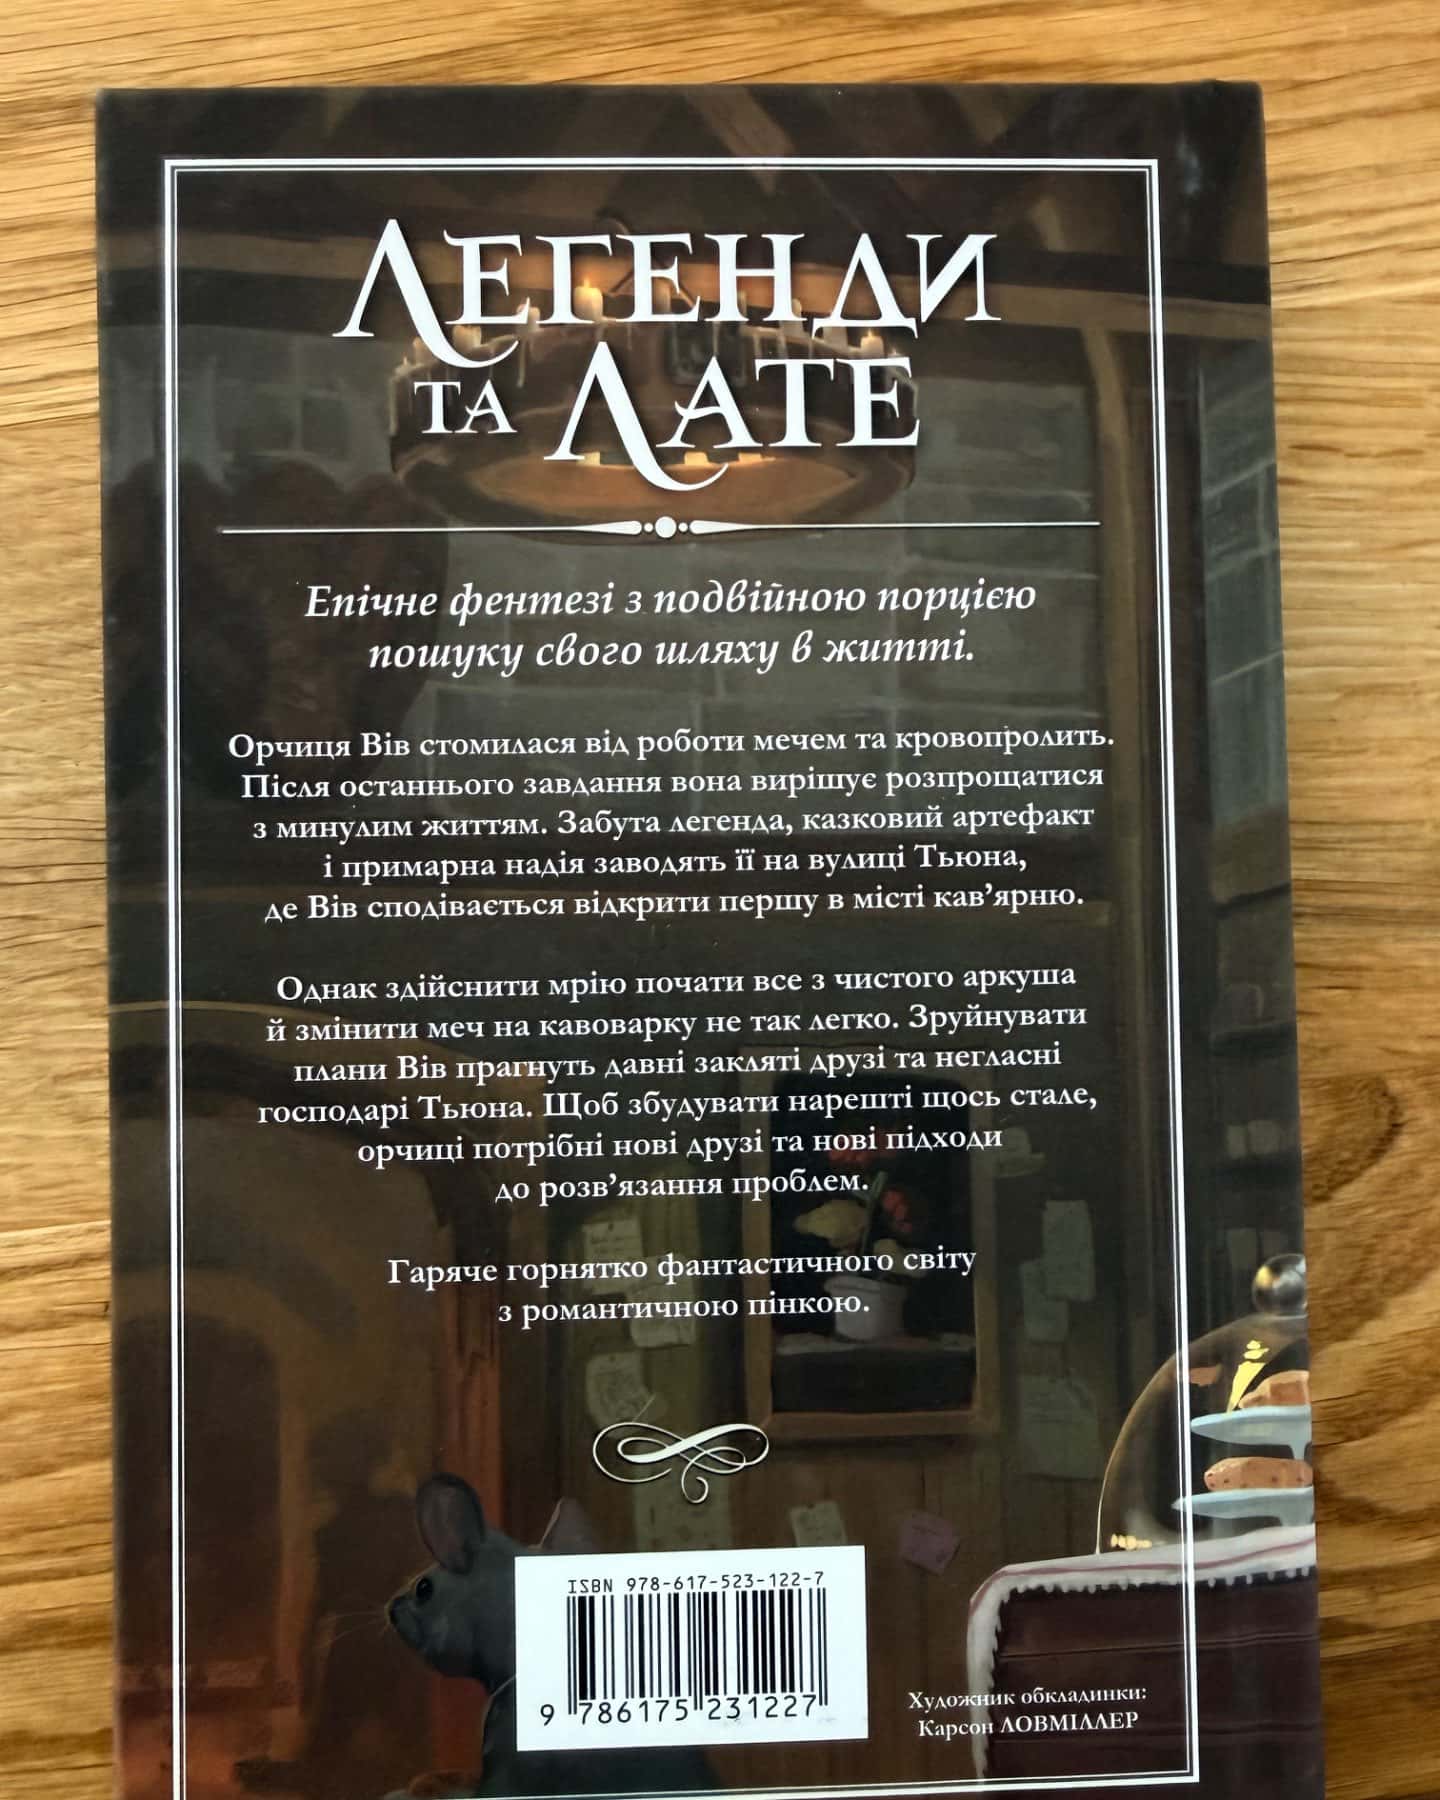 ЛЕГЕНДИ
ТА ЛАТЕ
Епічне фентезі з подвійною порцією
пошуку свого шляху в житті.
Орчиця Вів стомилася від роботи мечем та кровопролить.
Після останнього завдання вона вирішує розпрощатися
з минулим життям. Забута легенда, казковий артефакт
і примарна надія заводять її на вулиці Тьюна,
де Вів сподівається відкрити першу в місті кав’ярню.
Однак здійснити мрію почати все з чистого аркуша
й змінити меч на кавоварку не так легко. Зруйнувати
плани Вів прагнуть давні закляті друзі та негласні
господарі Тьюна. Щоб збудувати нарешті щось стале,
орчиці потрібні нові друзі та нові підходи
до розв’язання проблем.
Гаряче горнятко фантастичного світу
з романтичною пінкою.
ISBN 978-617-523-122-7
9 786175 231227
Художник обкладинки:
Карсон ЛОВМІЛЛЕР